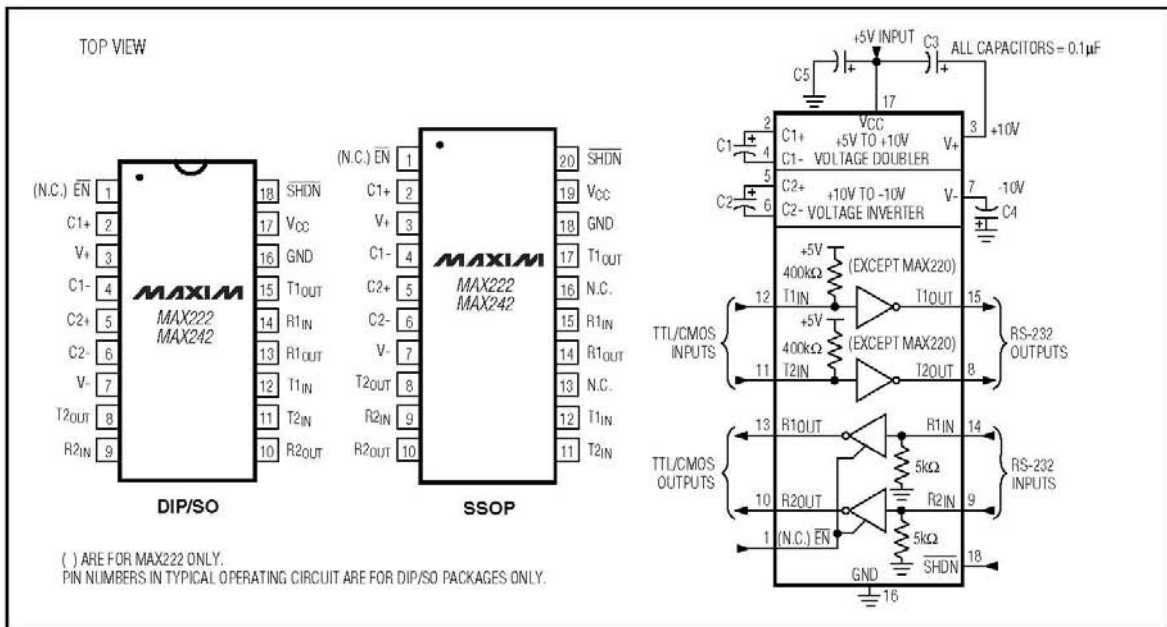 TOP VIEW
(N.C.) EN 1
C1+ 2
V+ 3
C1- 4
C2+ 5
C2- 6
V- 7
T2OUT 8
R2IN 9
18 SHDN
17 VCC
16 GND
15 T1OUT
14 R1IN
13 R1OUT
12 T1IN
11 T2IN
10 R2OUT
MAXIM
MAX222
MAX242
DIP/SO
(N.C.) EN 1
C1+ 2
V+ 3
C1- 4
C2+ 5
C2- 6
V- 7
T2OUT 8
R2IN 9
R2OUT 10
20 SHDN
19 VCC
18 GND
17 T1OUT
16 N.C.
15 R1IN
14 R1OUT
13 N.C.
12 T1IN
11 T2IN
MAXIM
MAX222
MAX242
SSOP
( ) ARE FOR MAX222 ONLY.
PIN NUMBERS IN TYPICAL OPERATING CIRCUIT ARE FOR DIP/SO PACKAGES ONLY.
+5V INPUT
C3
ALL CAPACITORS = 0.1µF
C5
+
+
17
VCC
2
C1+
+5V TO +10V
VOLTAGE DOUBLER
V+
3
+10V
C1
+
4
C1-
5
C2+
+10V TO -10V
VOLTAGE INVERTER
V-
7
-10V
C2
+
6
C2-
C4
+
+5V
400kΩ
(EXCEPT MAX220)
12
T1IN
T1OUT
15
+5V
TTL/CMOS
INPUTS
400kΩ
(EXCEPT MAX220)
RS-232
OUTPUTS
11
T2IN
T2OUT
8
13
R1OUT
R1IN
14
5kΩ
TTL/CMOS
OUTPUTS
RS-232
INPUTS
10
R2OUT
R2IN
9
5kΩ
1
(N.C.) EN
SHDN
18
GND
16